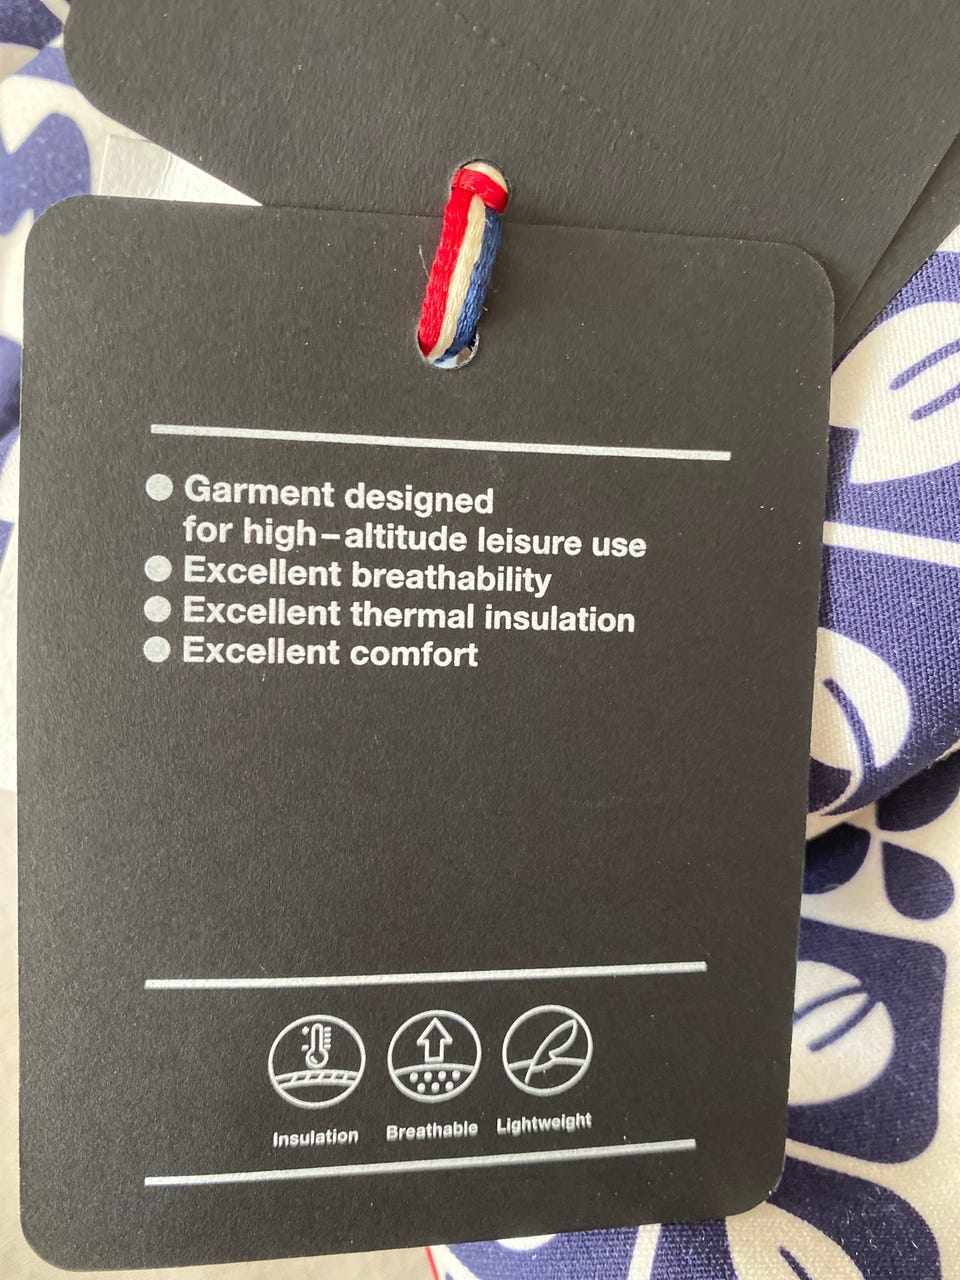 ● Garment designed
for high–altitude leisure use
● Excellent breathability
● Excellent thermal insulation
● Excellent comfort
Insulation Breathable Lightweight